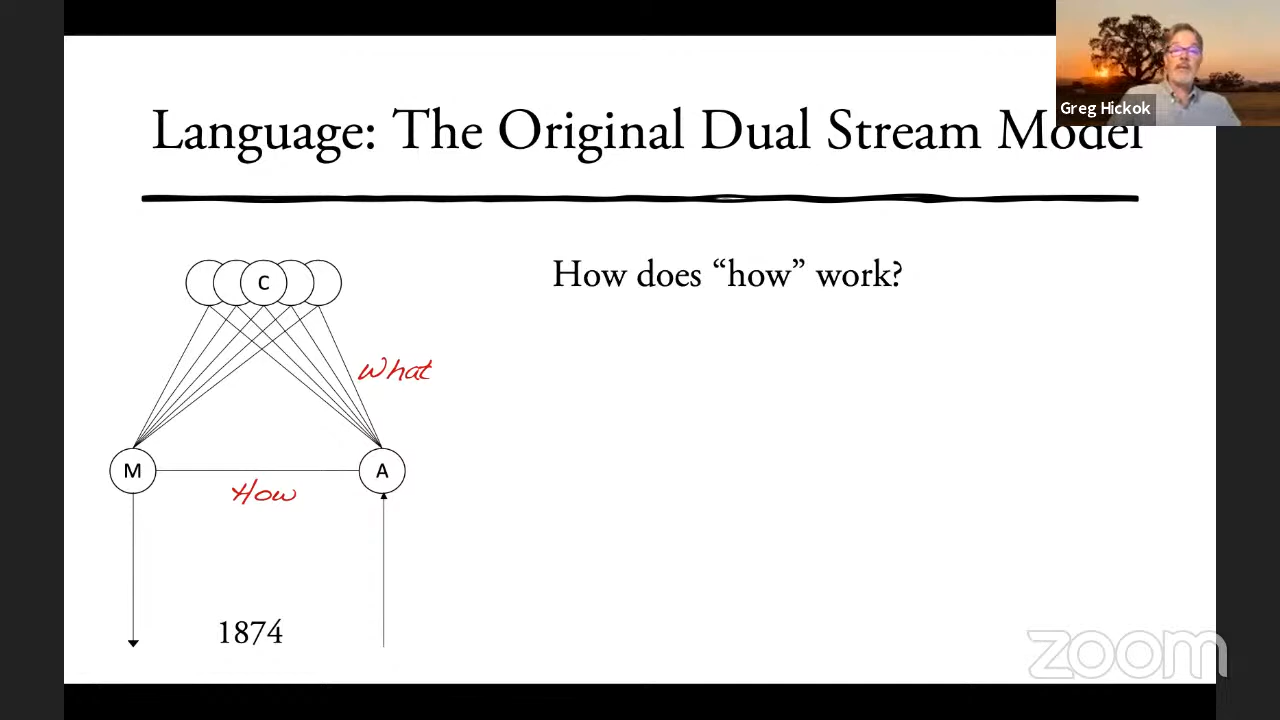 Language: The Original Dual Stream Model
Greg Hickok
How does “how” work?
C
What
M
A
How
1874
zoom